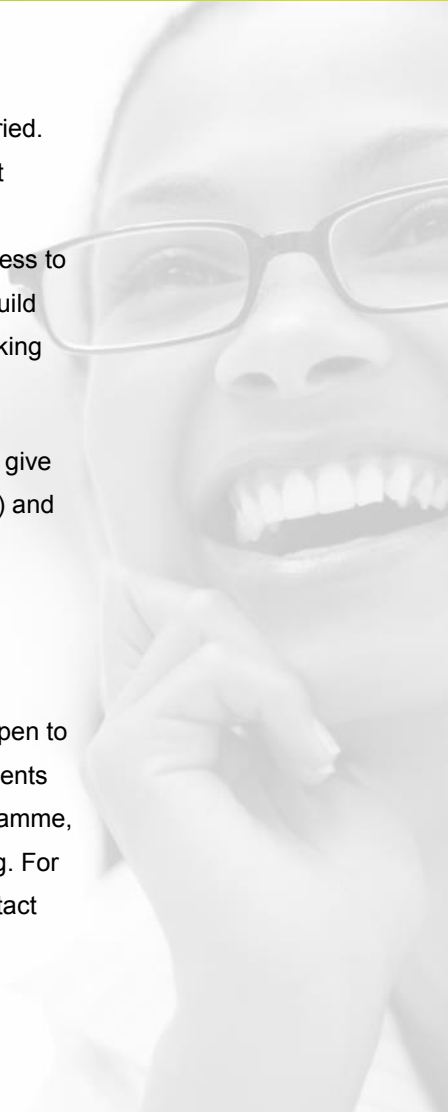 ried.
t
ess to
uild
king
give
) and
pen to
ents
amme,
g. For
tact